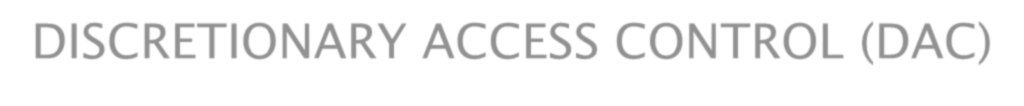 DISCRETIONARY ACCESS CONTROL (DAC)